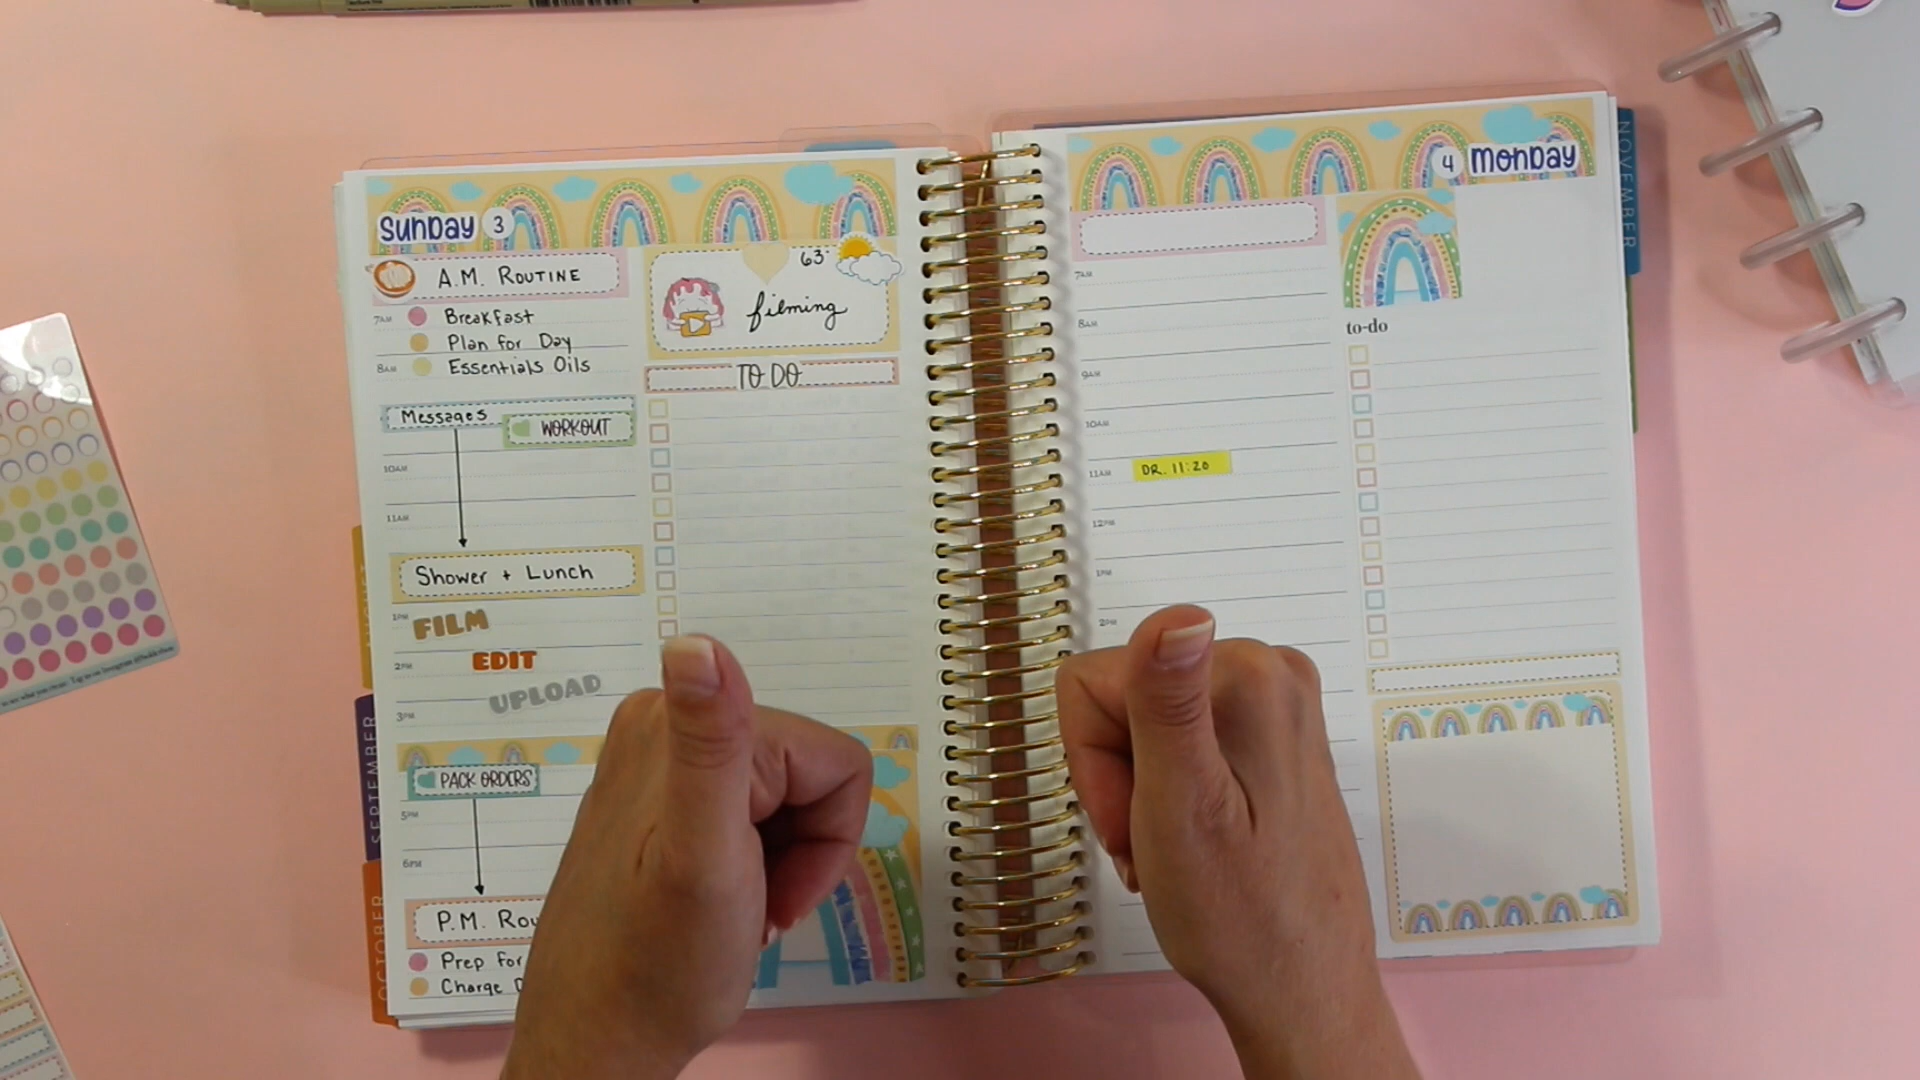 SUNDAY 3
A.M. ROUTINE
7AM Breakfast
Plan for Day
8AM Essentials Oils
Messages
WORKOUT
10AM
11AM
Shower + Lunch
1PM FILM
2PM EDIT
UPLOAD
3PM
PACK ORDERS
5PM
6PM
P.M. Rou
Prep for
Charge
63°
filming
TO DO
4 MONDAY
7AM
8AM
9AM
10AM
11AM DR. 11:20
12PM
1PM
2PM
to-do
SEPTEMBER
OCTOBER
NOVEMBER